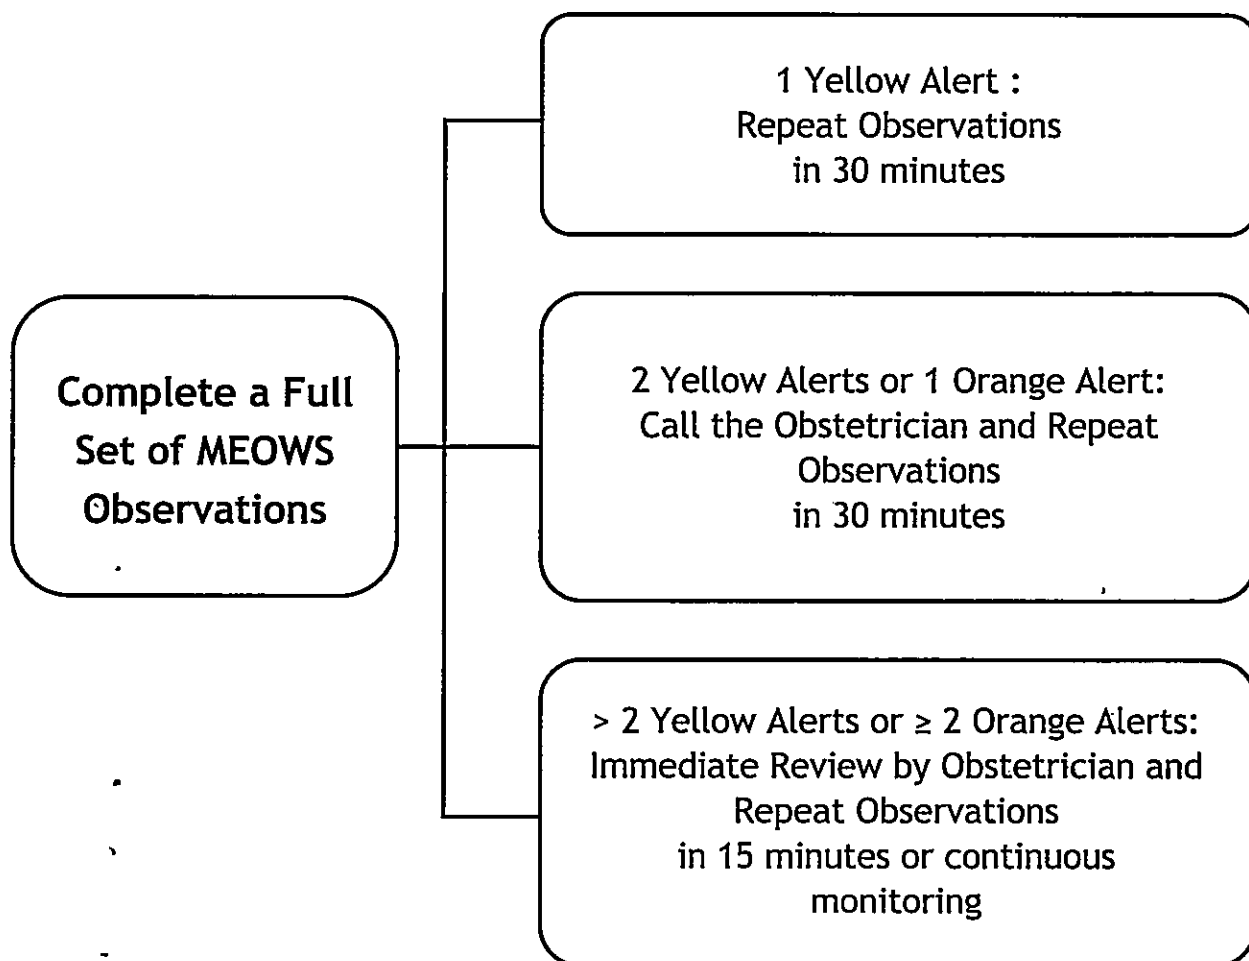 Complete a Full
Set of MEOWS
Observations
1 Yellow Alert :
Repeat Observations
in 30 minutes
2 Yellow Alerts or 1 Orange Alert:
Call the Obstetrician and Repeat
Observations
in 30 minutes
> 2 Yellow Alerts or ≥ 2 Orange Alerts:
Immediate Review by Obstetrician and
Repeat Observations
in 15 minutes or continuous
monitoring